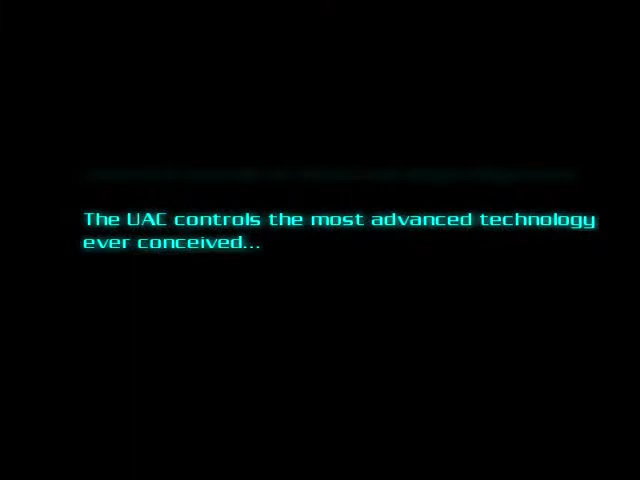 The UAC controls the most advanced technology
ever conceived...